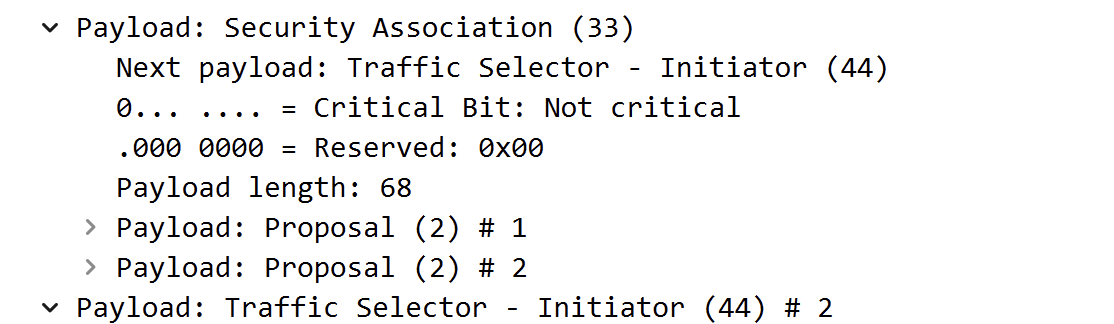 Payload: Security Association (33)
Next payload: Traffic Selector - Initiator (44)
0... .... = Critical Bit: Not critical
.000 0000 = Reserved: 0x00
Payload length: 68
Payload: Proposal (2) # 1
Payload: Proposal (2) # 2
Payload: Traffic Selector - Initiator (44) # 2